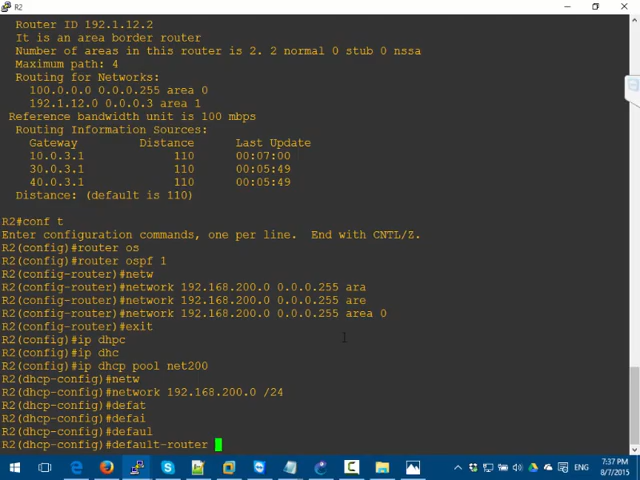 R2
Router ID 192.1.12.2
It is an area border router
Number of areas in this router is 2. 2 normal 0 stub 0 nssa
Maximum path: 4
Routing for Networks:
100.0.0.0 0.0.0.255 area 0
192.1.12.0 0.0.0.3 area 1
Reference bandwidth unit is 100 mbps
Routing Information Sources:
Gateway Distance Last Update
10.0.3.1 110 00:07:00
30.0.3.1 110 00:05:49
40.0.3.1 110 00:05:49
Distance: (default is 110)
R2#conf t
Enter configuration commands, one per line. End with CNTL/Z.
R2(config)#router os
R2(config)#router ospf 1
R2(config-router)#netw
R2(config-router)#network 192.168.200.0 0.0.0.255 ara
R2(config-router)#network 192.168.200.0 0.0.0.255 are
R2(config-router)#network 192.168.200.0 0.0.0.255 area 0
R2(config-router)#exit
R2(config)#ip dhpc
R2(config)#ip dhc
R2(config)#ip dhcp pool net200
R2(dhcp-config)#netw
R2(dhcp-config)#network 192.168.200.0 /24
R2(dhcp-config)#defat
R2(dhcp-config)#defai
R2(dhcp-config)#defaul
R2(dhcp-config)#default-router
ENG
7:37 PM
8/7/2015